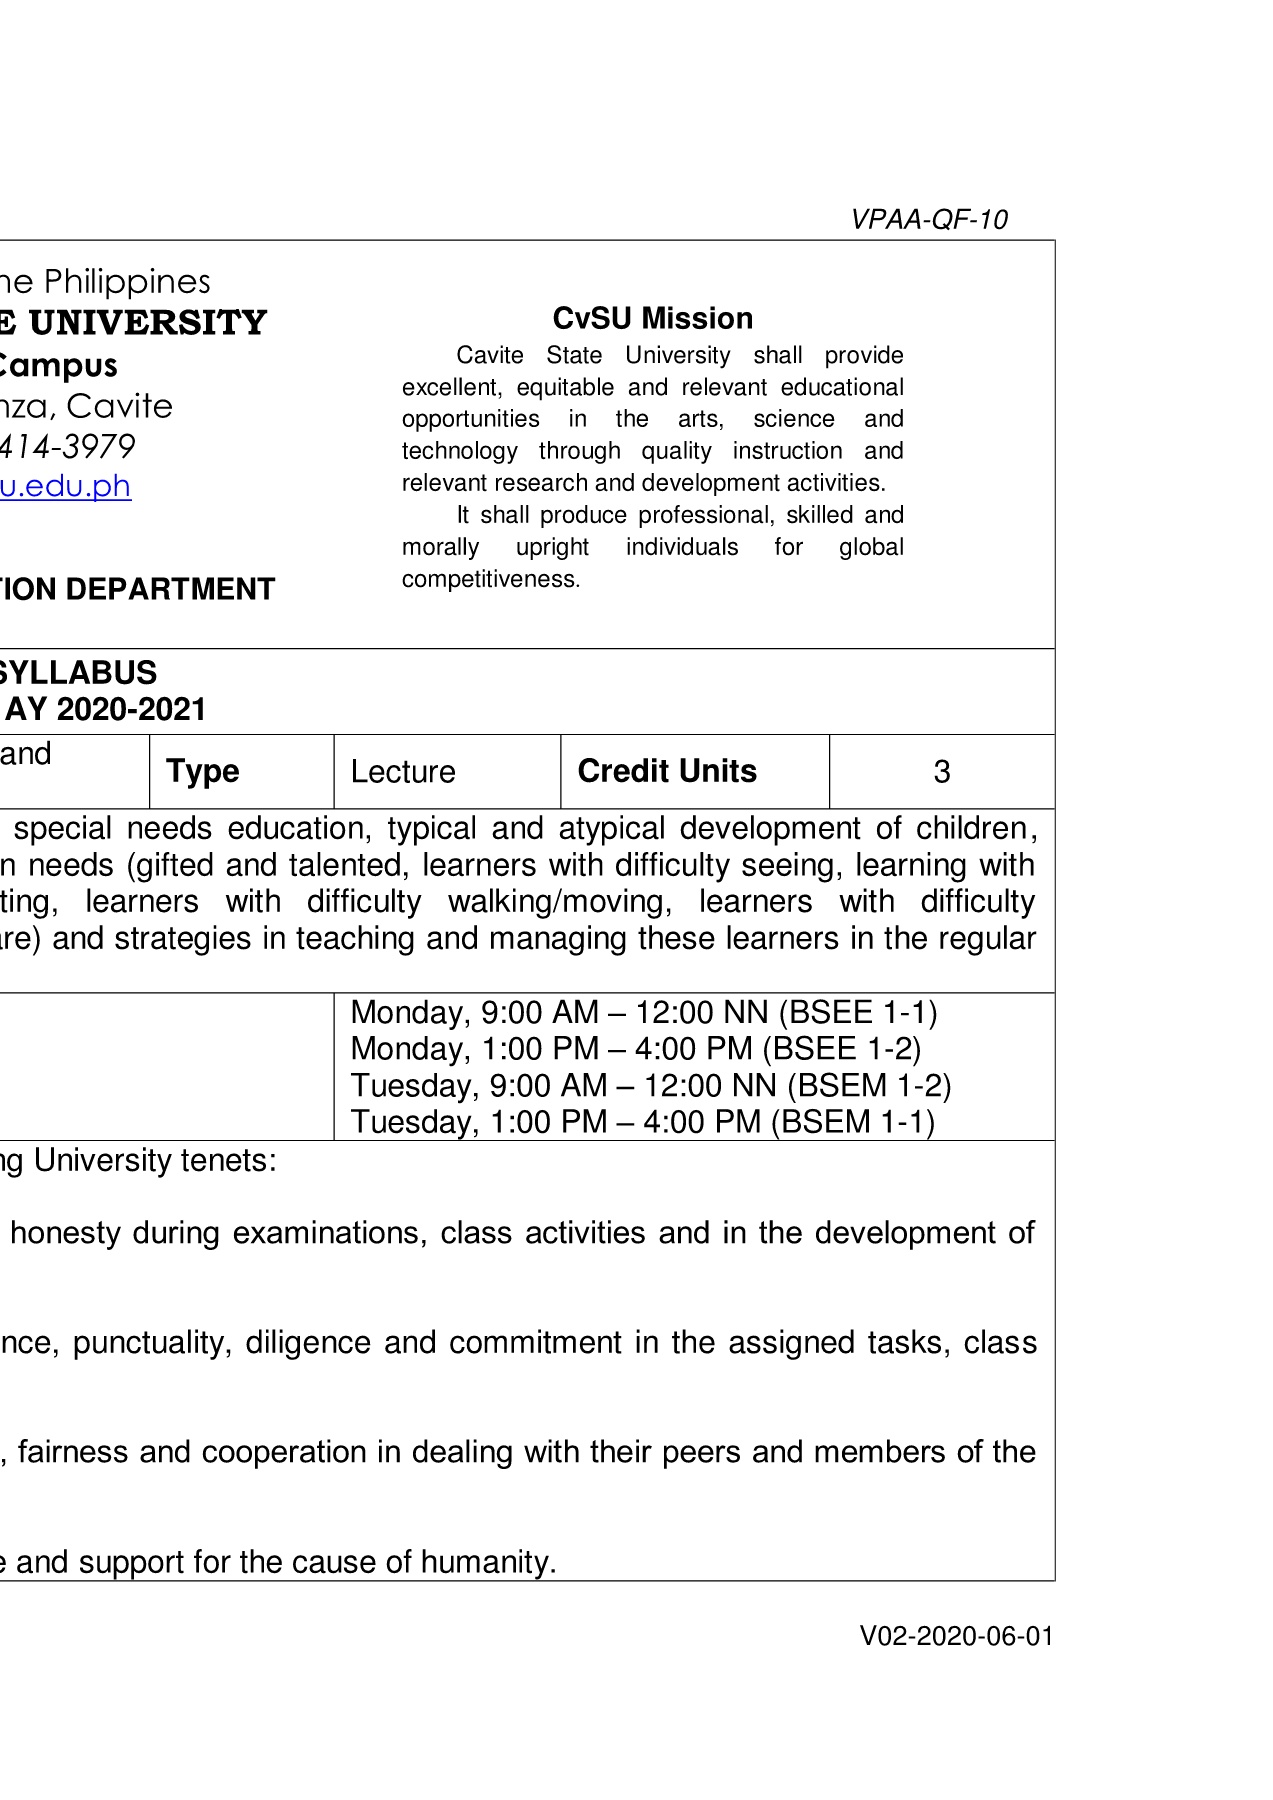 VPAA-QF-10
ne Philippines
E UNIVERSITY
Campus
nza, Cavite
414-3979
u.edu.ph
TION DEPARTMENT
CvSU Mission
Cavite State University shall provide
excellent, equitable and relevant educational
opportunities in the arts, science and
technology through quality instruction and
relevant research and development activities.
It shall produce professional, skilled and
morally upright individuals for global
competitiveness.
SYLLABUS
AY 2020-2021
and
Type
Lecture
Credit Units
3
special needs education, typical and atypical development of children,
n needs (gifted and talented, learners with difficulty seeing, learning with
ting, learners with difficulty walking/moving, learners with difficulty
are) and strategies in teaching and managing these learners in the regular
Monday, 9:00 AM – 12:00 NN (BSEE 1-1)
Monday, 1:00 PM – 4:00 PM (BSEE 1-2)
Tuesday, 9:00 AM – 12:00 NN (BSEM 1-2)
Tuesday, 1:00 PM – 4:00 PM (BSEM 1-1)
ng University tenets:
honesty during examinations, class activities and in the development of
nce, punctuality, diligence and commitment in the assigned tasks, class
, fairness and cooperation in dealing with their peers and members of the
e and support for the cause of humanity.
V02-2020-06-01